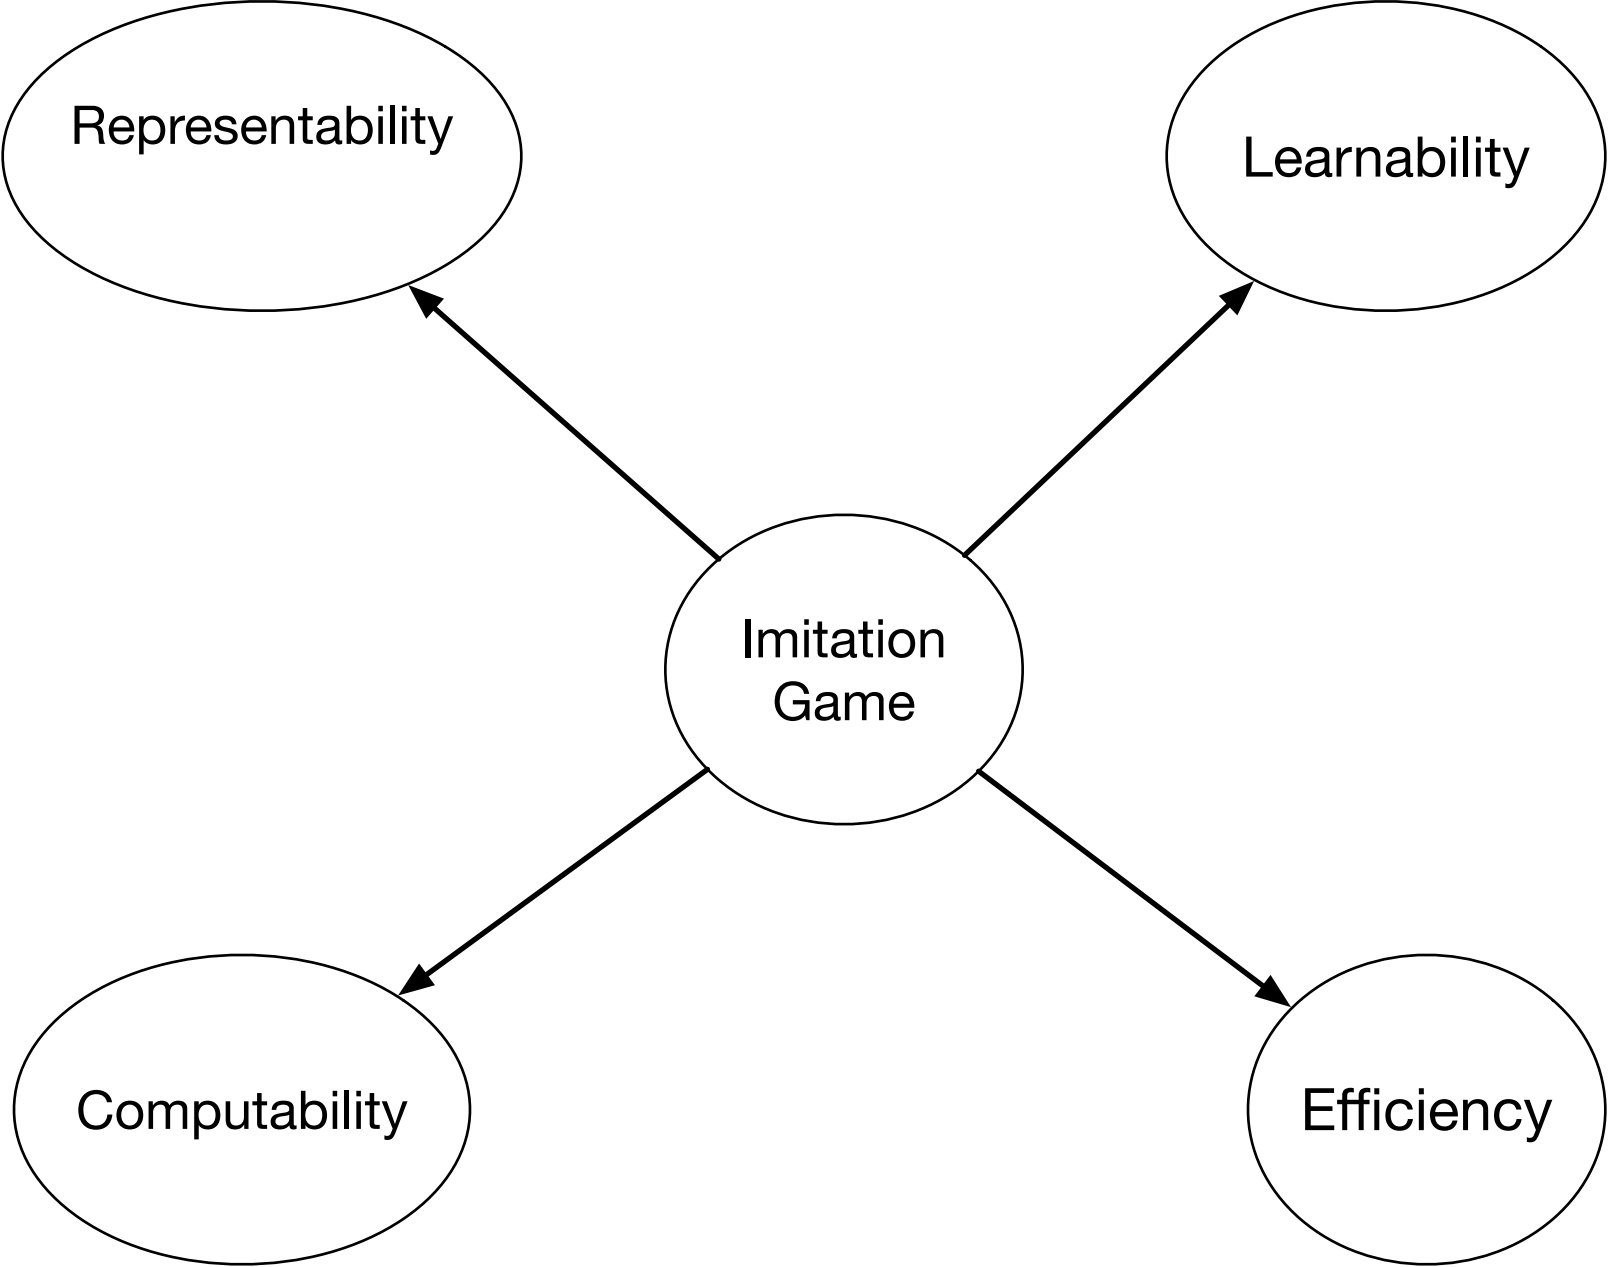 Representability
Learnability
Imitation
Game
Computability
Efficiency